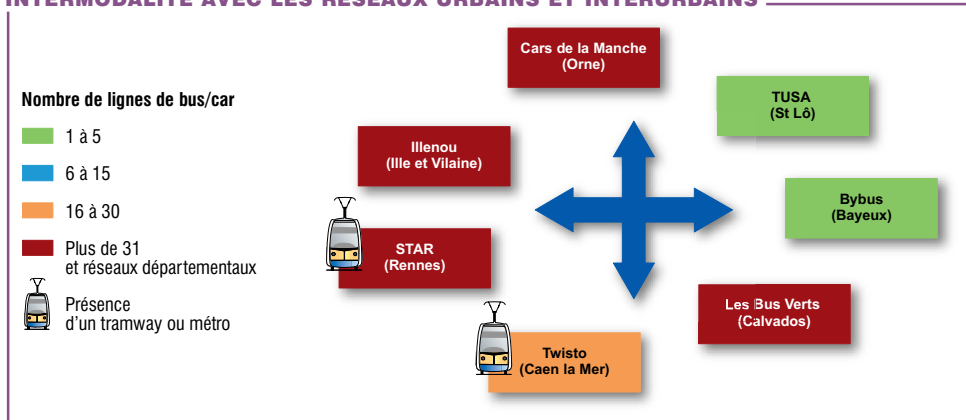 INTERMODALITÉ AVEC LES RÉSEAUX URBAINS ET INTERURBAINS
Nombre de lignes de bus/car
1 à 5
6 à 15
16 à 30
Plus de 31
et réseaux départementaux
Présence
d'un tramway ou métro
Cars de la Manche
(Orne)
TUSA
(St Lô)
Illenou
(Ille et Vilaine)
Bybus
(Bayeux)
STAR
(Rennes)
Les Bus Verts
(Calvados)
Twisto
(Caen la Mer)